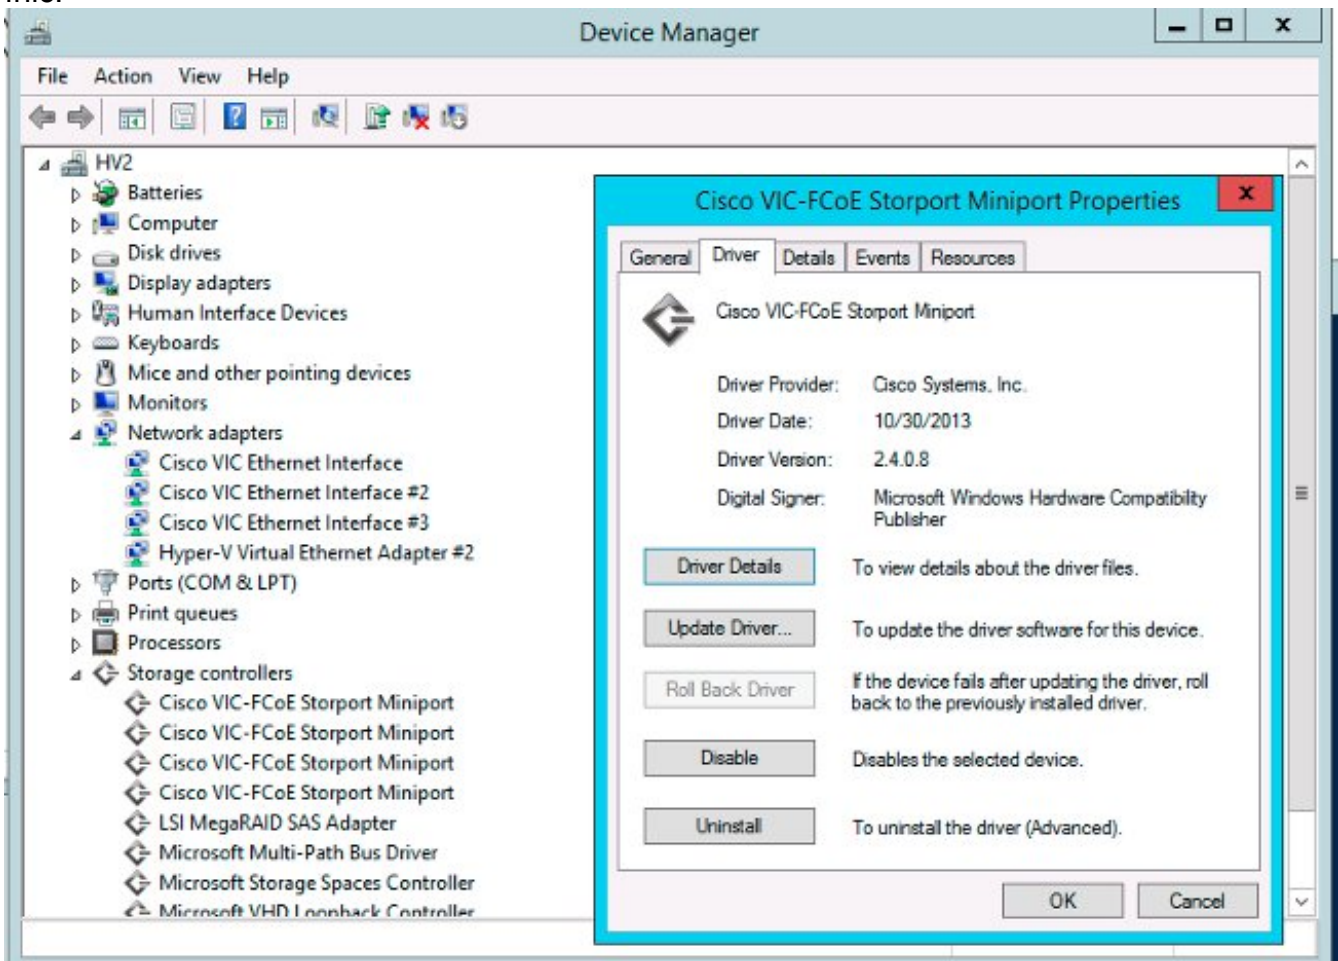 Device Manager
File Action View Help
HV2
Batteries
Computer
Disk drives
Display adapters
Human Interface Devices
Keyboards
Mice and other pointing devices
Monitors
Network adapters
Cisco VIC Ethernet Interface
Cisco VIC Ethernet Interface #2
Cisco VIC Ethernet Interface #3
Hyper-V Virtual Ethernet Adapter #2
Ports (COM & LPT)
Print queues
Processors
Storage controllers
Cisco VIC-FCoE Storport Miniport
Cisco VIC-FCoE Storport Miniport
Cisco VIC-FCoE Storport Miniport
Cisco VIC-FCoE Storport Miniport
LSI MegaRAID SAS Adapter
Microsoft Multi-Path Bus Driver
Microsoft Storage Spaces Controller
Microsoft VHD Loopback Controller
Cisco VIC-FCoE Storport Miniport Properties
General Driver Details Events Resources
Cisco VIC-FCoE Storport Miniport
Driver Provider: Cisco Systems, Inc.
Driver Date: 10/30/2013
Driver Version: 2.4.0.8
Digital Signer: Microsoft Windows Hardware Compatibility
Publisher
Driver Details To view details about the driver files.
Update Driver... To update the driver software for this device.
Roll Back Driver If the device fails after updating the driver, roll
back to the previously installed driver.
Disable Disables the selected device.
Uninstall To uninstall the driver (Advanced).
OK Cancel